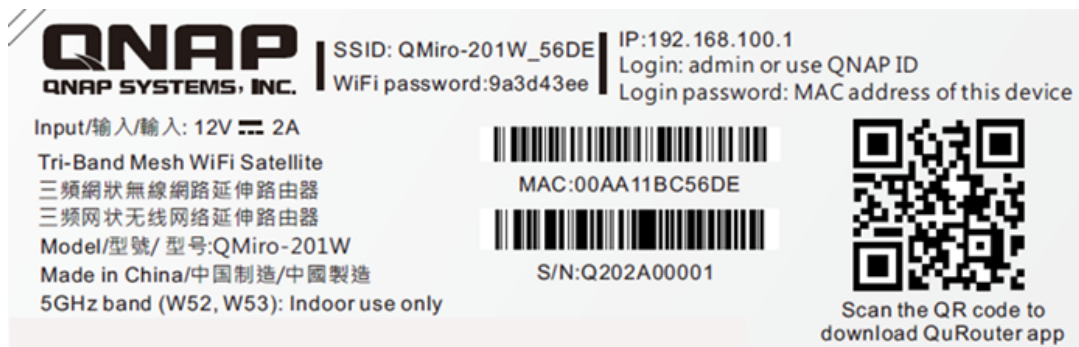 QNAP
QNAP SYSTEMS, INC.
SSID: QMiro-201W_56DE
WiFi password:9a3d43ee
IP:192.168.100.1
Login: admin or use QNAP ID
Login password: MAC address of this device
Input/输入/輸入: 12V ⎓ 2A
Tri-Band Mesh WiFi Satellite
三頻網狀無線網路延伸路由器
三频网状无线网络延伸路由器
Model/型號/ 型号:QMiro-201W
Made in China/中国制造/中國製造
5GHz band (W52, W53): Indoor use only
MAC:00AA11BC56DE
S/N:Q202A00001
Scan the QR code to
download QuRouter app